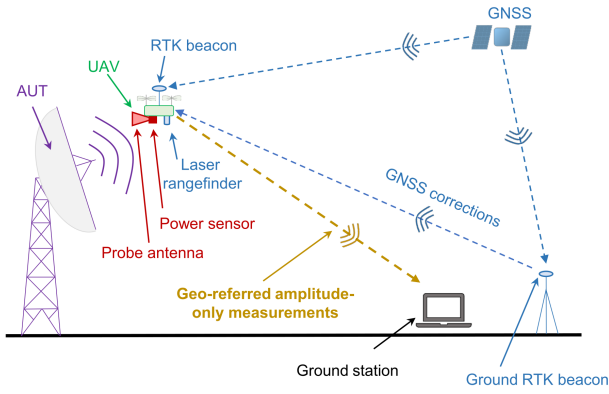 GNSS
RTK beacon
UAV
AUT
Laser
rangefinder
GNSS corrections
Power sensor
Probe antenna
Geo-referred amplitude-
only measurements
Ground station
Ground RTK beacon